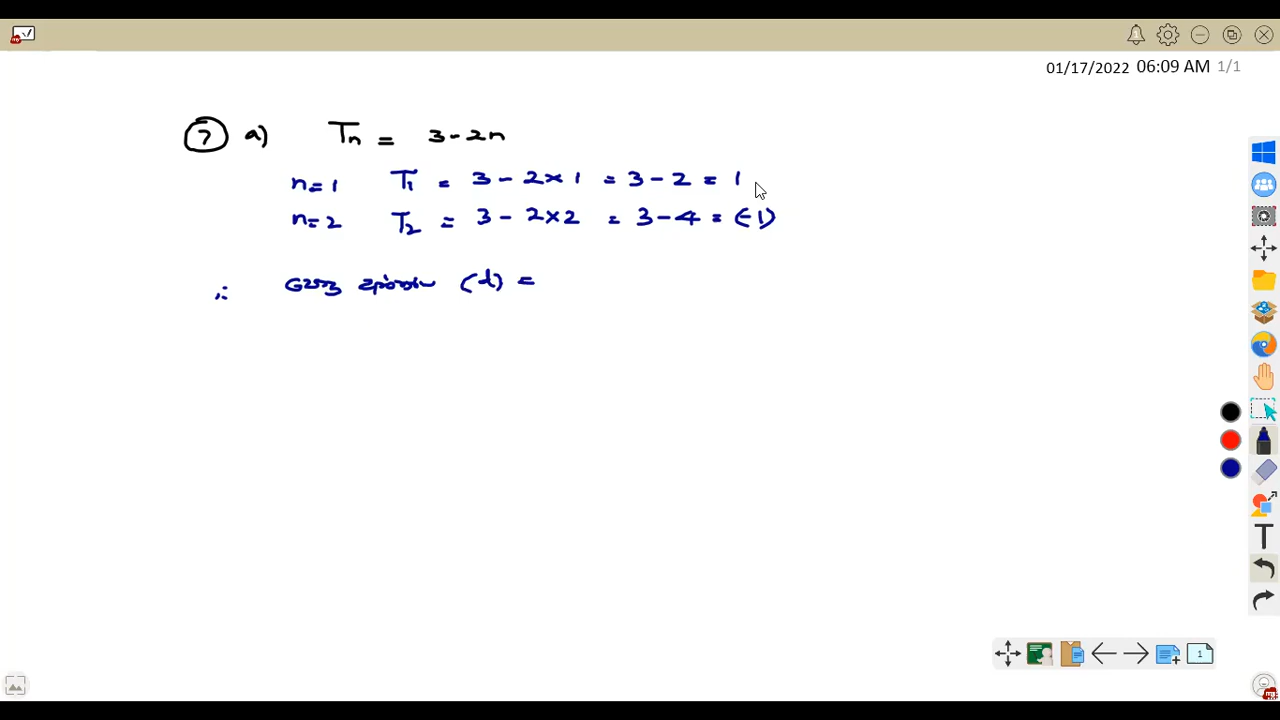 01/17/2022 06:09 AM 1/1
7 a) Tn = 3-2n
n=1 T1 = 3 - 2×1 = 3 - 2 = 1
n=2 T2 = 3 - 2×2 = 3-4 = (-1)
∴ (d) =
1